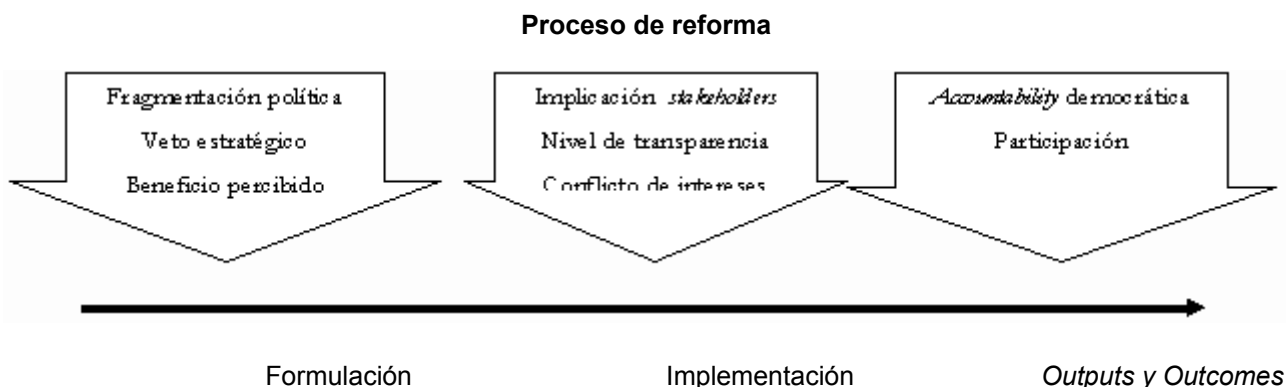 Proceso de reforma
Fragmentación política
Veto estratégico
Beneficio percibido
Implicación stakeholders
Nivel de transparencia
Conflicto de intereses
Accountability democrática
Participación
Formulación
Implementación
Outputs y Outcomes